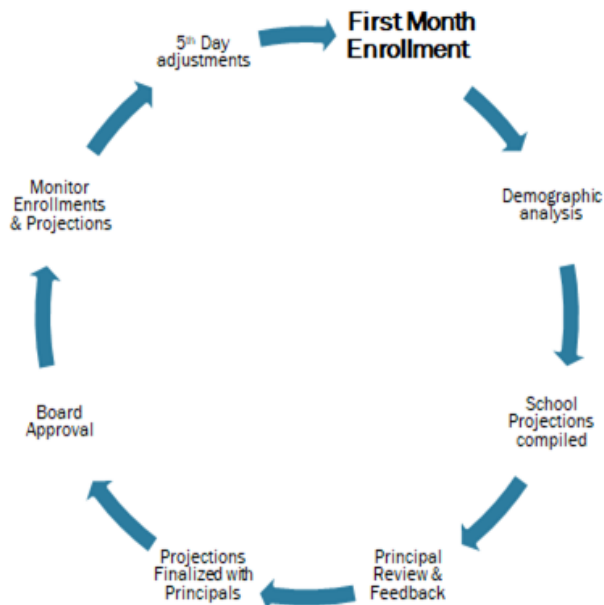 First Month
Enrollment
Demographic
analysis
School
Projections
compiled
Principal
Review &
Feedback
Projections
Finalized with
Principals
Board
Approval
Monitor
Enrollments
& Projections
5th Day
adjustments